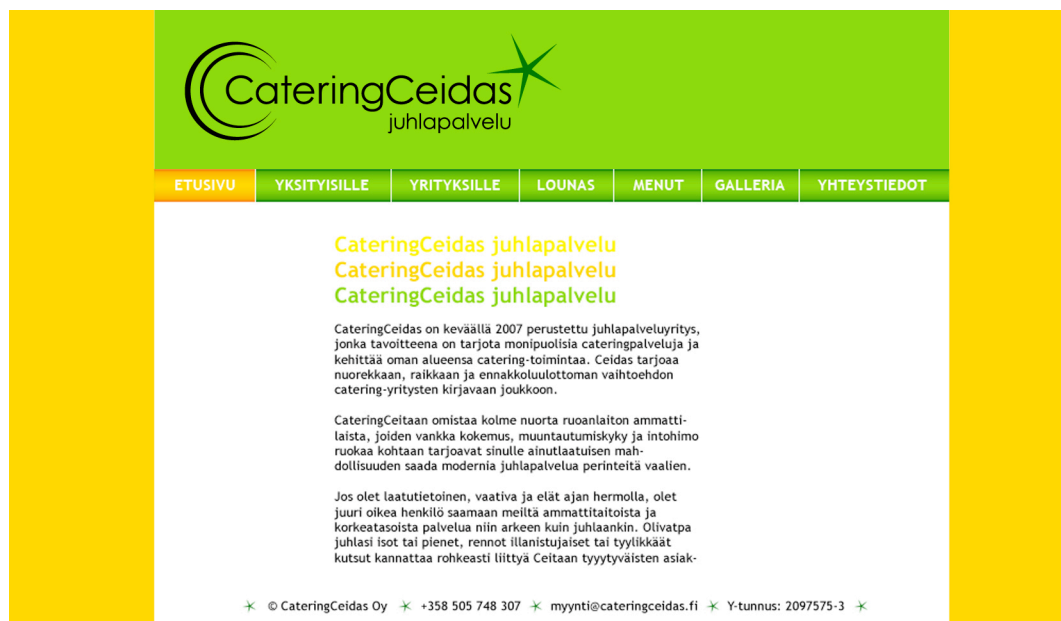 CateringCeidas
juhlapalvelu
ETUSIVU YKSITYISILLE YRITYKSILLE LOUNAS MENUT GALLERIA YHTEYSTIEDOT
CateringCeidas juhlapalvelu
CateringCeidas juhlapalvelu
CateringCeidas juhlapalvelu
CateringCeidas on keväällä 2007 perustettu juhlapalveluyritys,
jonka tavoitteena on tarjota monipuolisia cateringpalveluja ja
kehittää oman alueensa catering-toimintaa. Ceidas tarjoaa
nuorekkaan, raikkaan ja ennakkoluulottoman vaihtoehdon
catering-yritysten kirjavaan joukkoon.
CateringCeitaan omistaa kolme nuorta ruoanlaiton ammatti-
laista, joiden vankka kokemus, muuntautumiskyky ja intohimo
ruokaa kohtaan tarjoavat sinulle ainutlaatuisen mah-
dollisuuden saada modernia juhlapalvelua perinteitä vaalien.
Jos olet laatutietoinen, vaativa ja elät ajan hermolla, olet
juuri oikea henkilö saamaan meiltä ammattitaitoista ja
korkeatasoista palvelua niin arkeen kuin juhlaankin. Olivatpa
juhlasi isot tai pienet, rennot illanistujaiset tai tyylikkäät
kutsut kannattaa rohkeasti liittyä Ceitaan tyyytyväisten asiak-
© CateringCeidas Oy +358 505 748 307 myynti@cateringceidas.fi Y-tunnus: 2097575-3